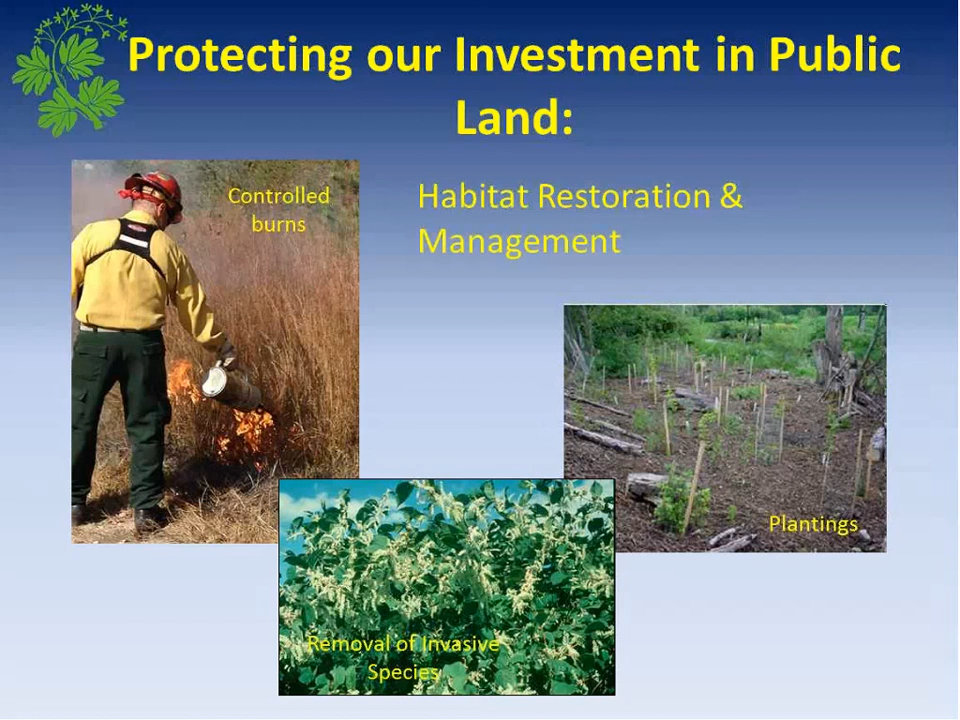 Protecting our Investment in Public
Land:
Controlled
burns
Habitat Restoration &
Management
Plantings
Removal of Invasive
Species